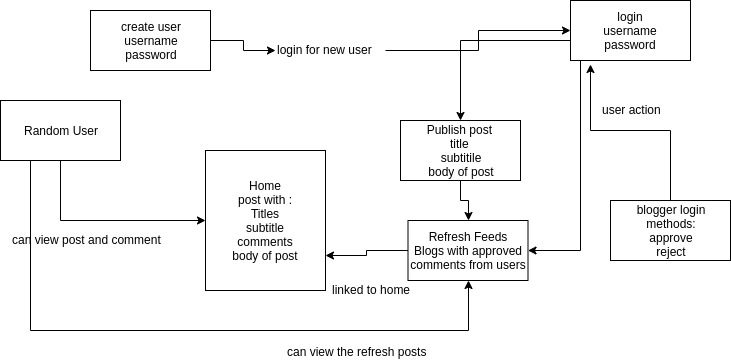 create user
username
password
login for new user
login
username
password
user action
Random User
Publish post
title
subtitile
body of post
Home
post with :
Titles
subtitle
comments
body of post
can view post and comment
Refresh Feeds
Blogs with approved
comments from users
blogger login
methods:
approve
reject
linked to home
can view the refresh posts